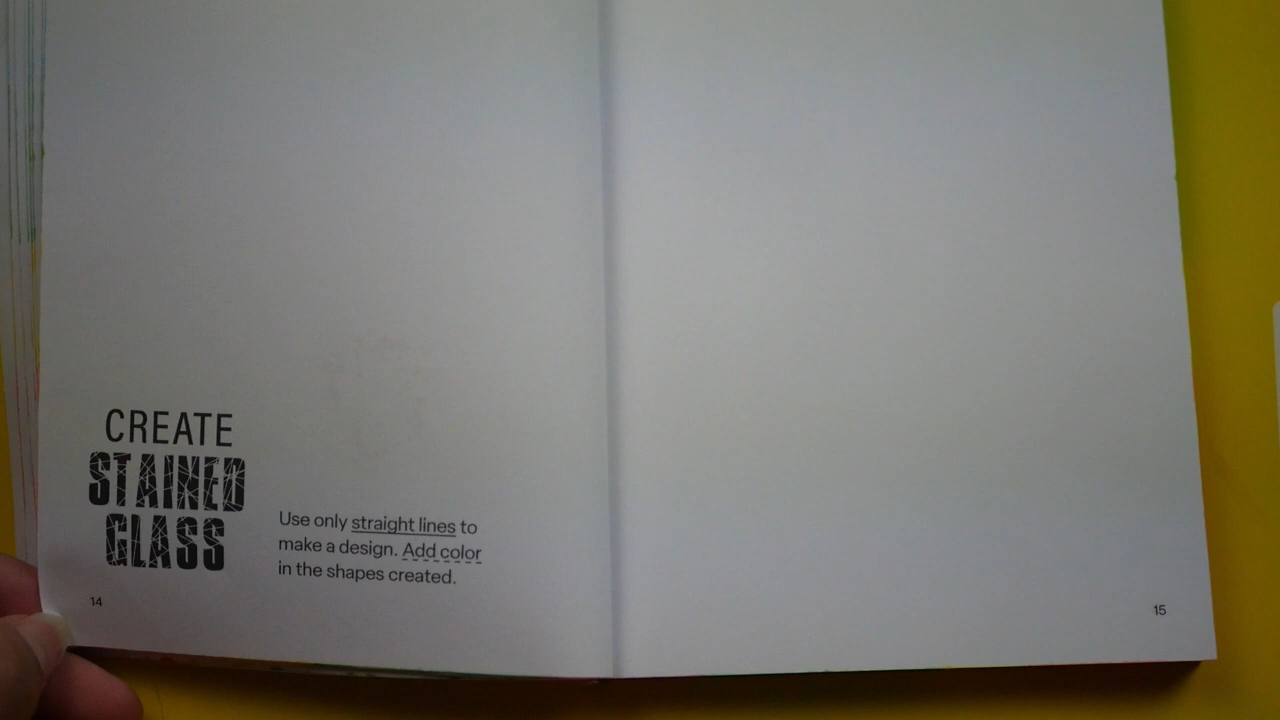 CREATE
STAINED
GLASS
Use only straight lines to
make a design. Add color
in the shapes created.
14
15